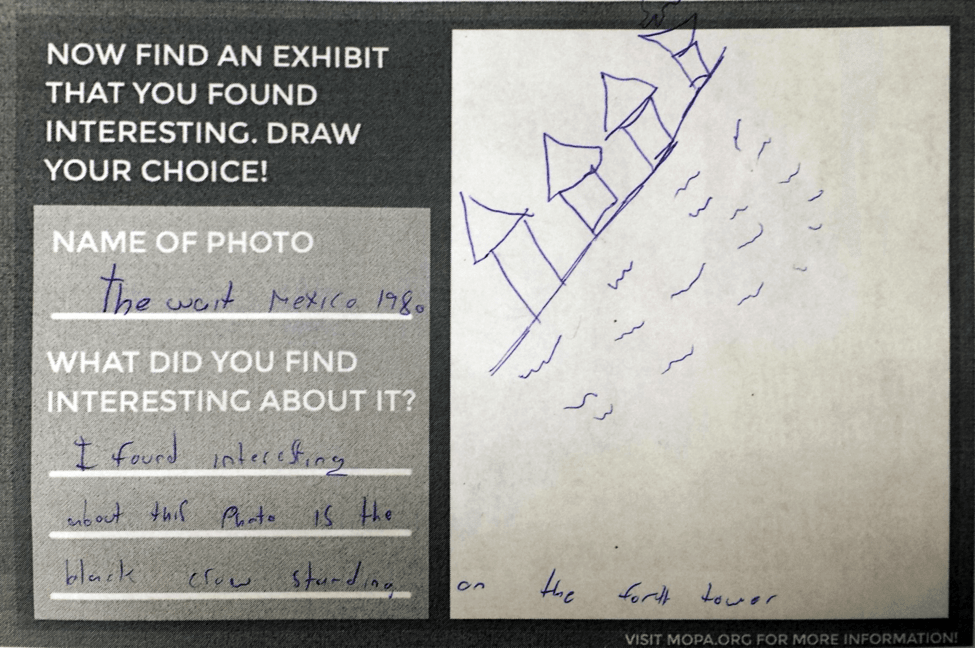 NOW FIND AN EXHIBIT
THAT YOU FOUND
INTERESTING. DRAW
YOUR CHOICE!
NAME OF PHOTO
The wait Mexico 1980
WHAT DID YOU FIND
INTERESTING ABOUT IT?
I found interesting
about this Photo is the
black crow standing
on the forth tower
VISIT MOPA.ORG FOR MORE INFORMATION!